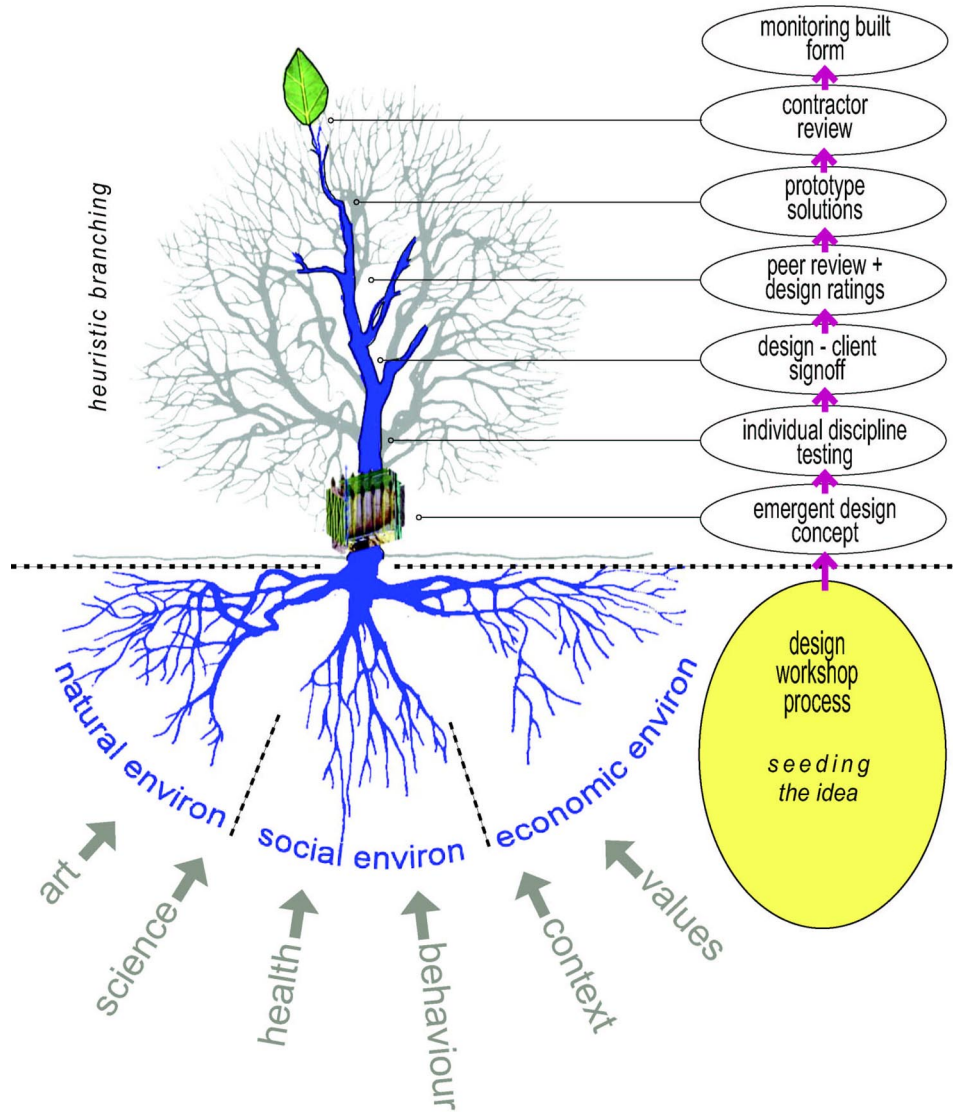 monitoring built
form
contractor
review
prototype
solutions
peer review +
design ratings
design - client
signoff
individual discipline
testing
emergent design
concept
design
workshop
process
seeding
the idea
heuristic branching
natural environ
social environ
economic environ
art
science
health
behaviour
context
values